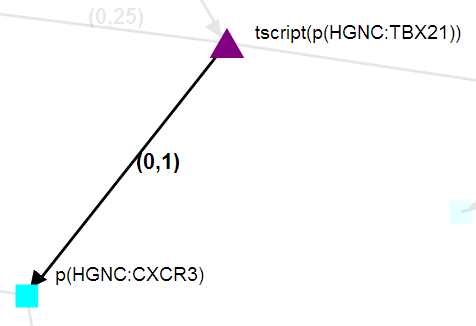 (0,25)
tscript(p(HGNC:TBX21))
(0,1)
p(HGNC:CXCR3)